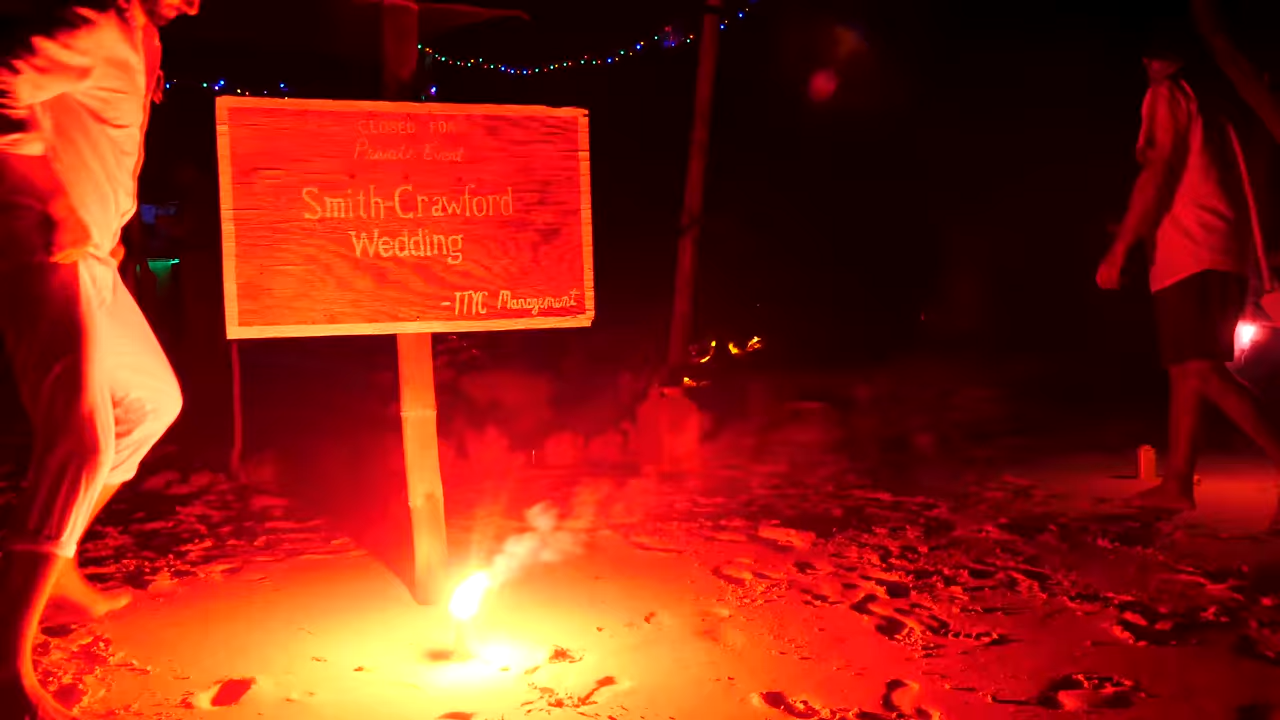 CLOSED FOR
Private Event
Smith-Crawford
Wedding
-TTYC Management